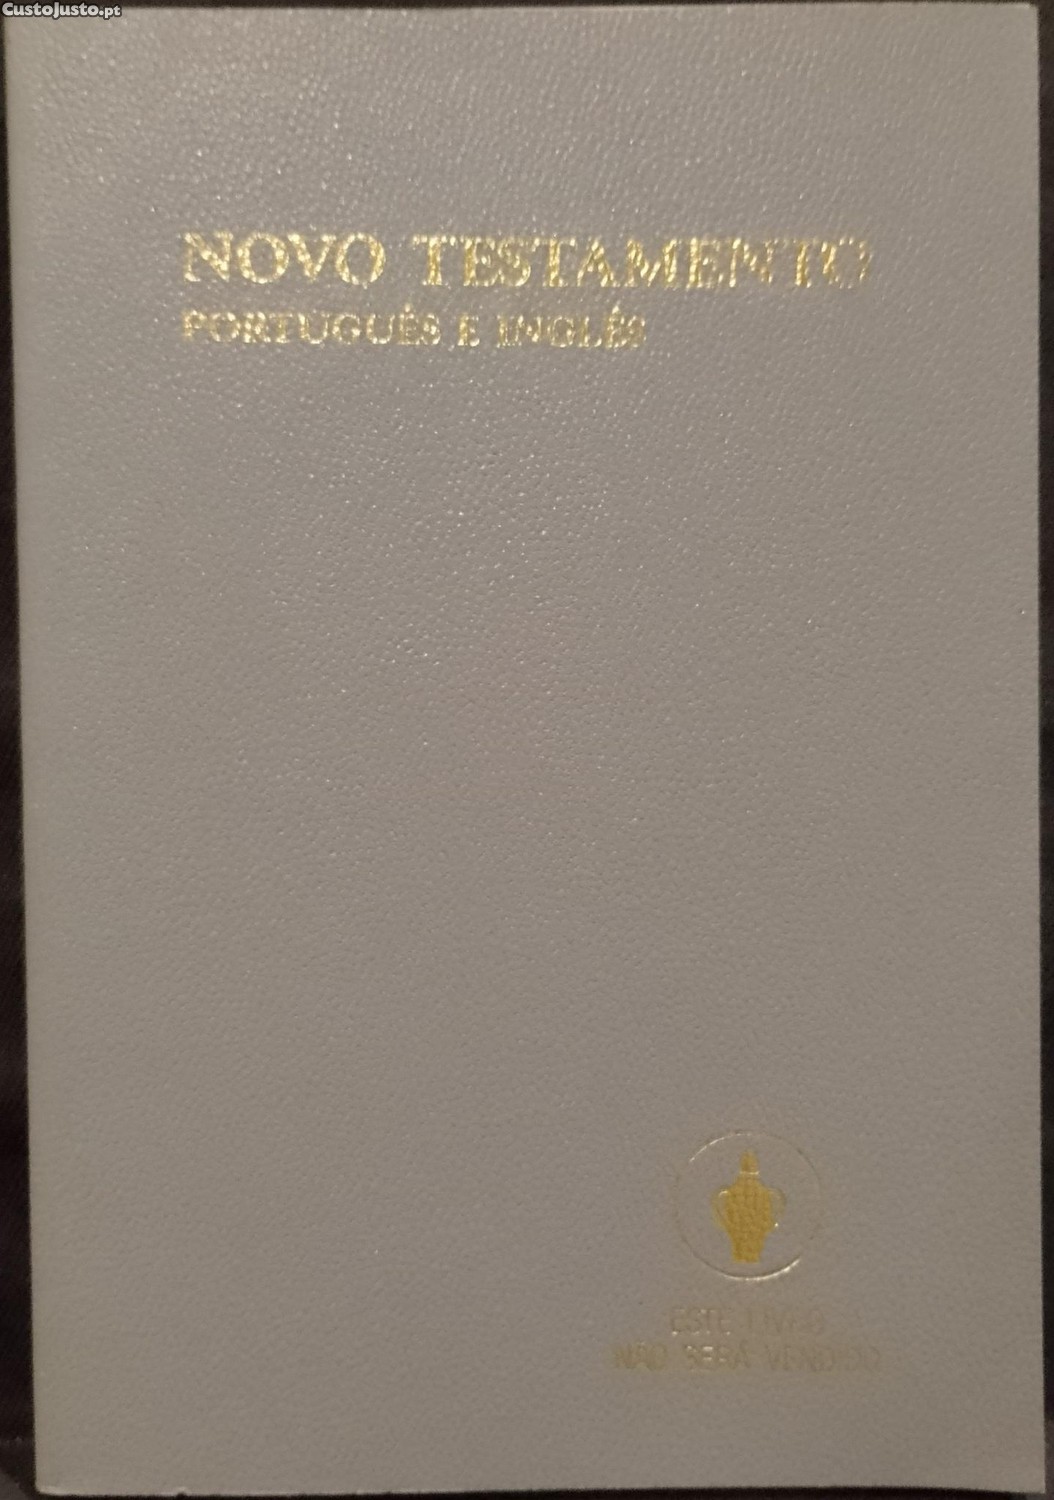 CustoJusto.pt
NOVO TESTAMENTO
PORTUGUÊS E INGLÊS
ESTE LIVRO
NÃO SERÁ VENDIDO